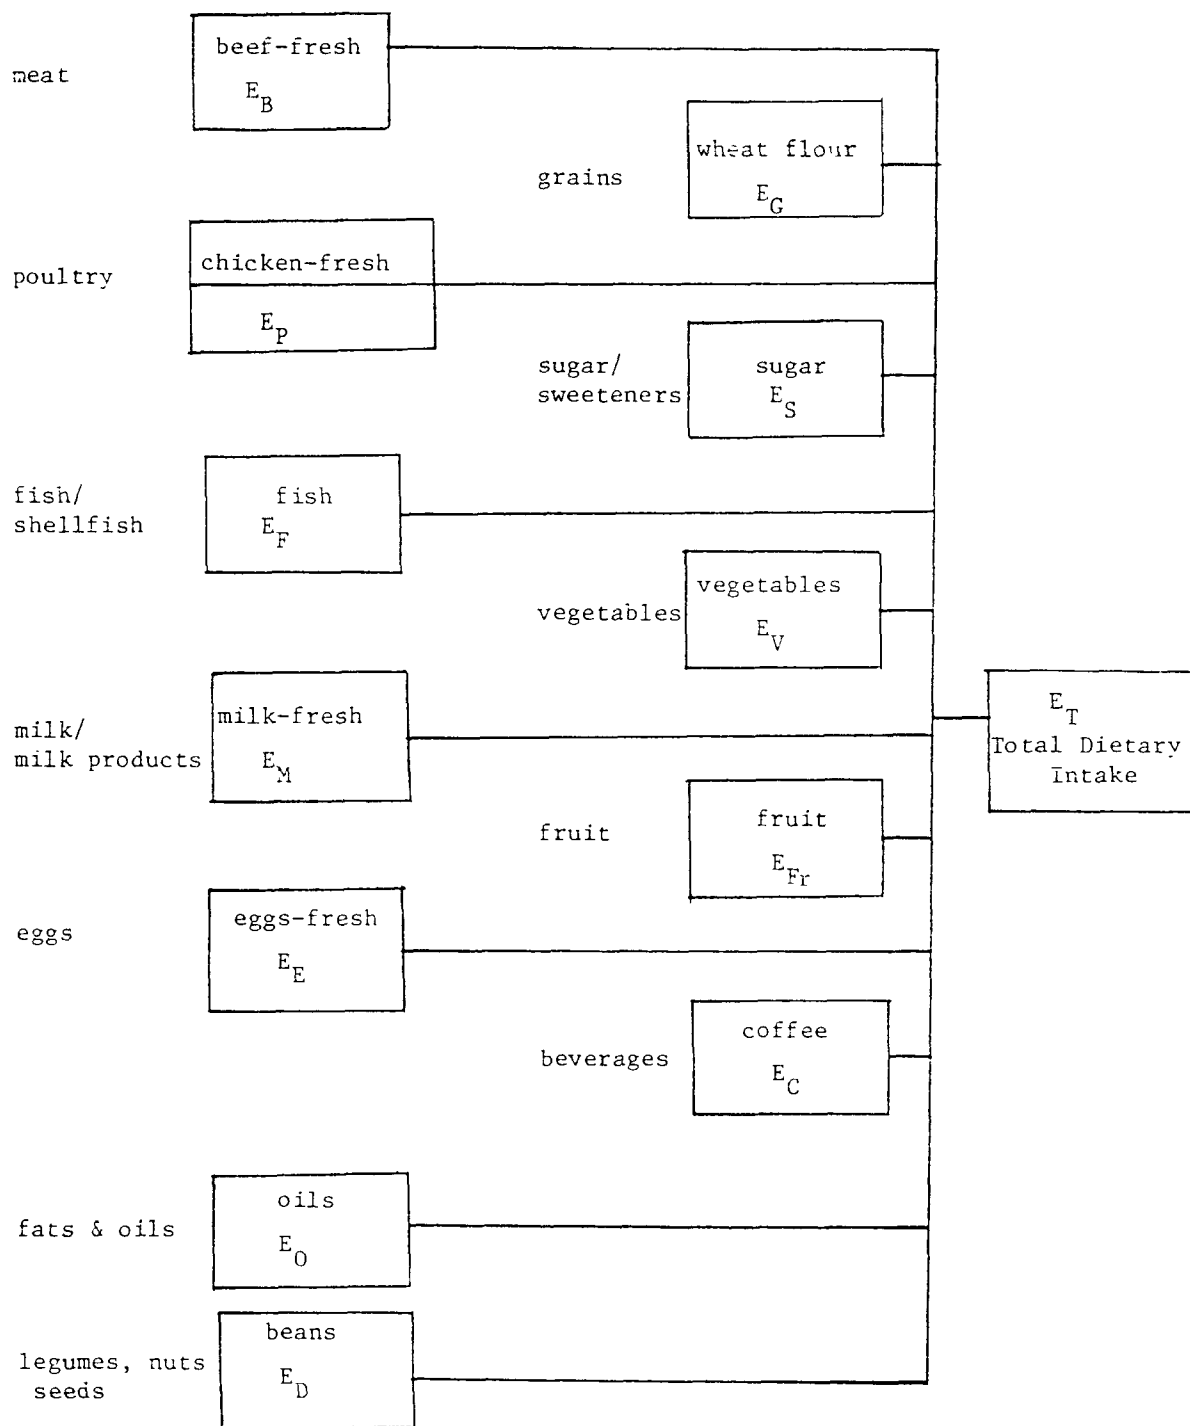 meat
beef-fresh
E_B
grains
wheat flour
E_G
poultry
chicken-fresh
E_P
sugar/
sweeteners
sugar
E_S
fish/
shellfish
fish
E_F
vegetables
vegetables
E_V
milk/
milk products
milk-fresh
E_M
E_T
Total Dietary
Intake
fruit
fruit
E_Fr
eggs
eggs-fresh
E_E
beverages
coffee
E_C
fats & oils
oils
E_O
legumes, nuts
seeds
beans
E_D